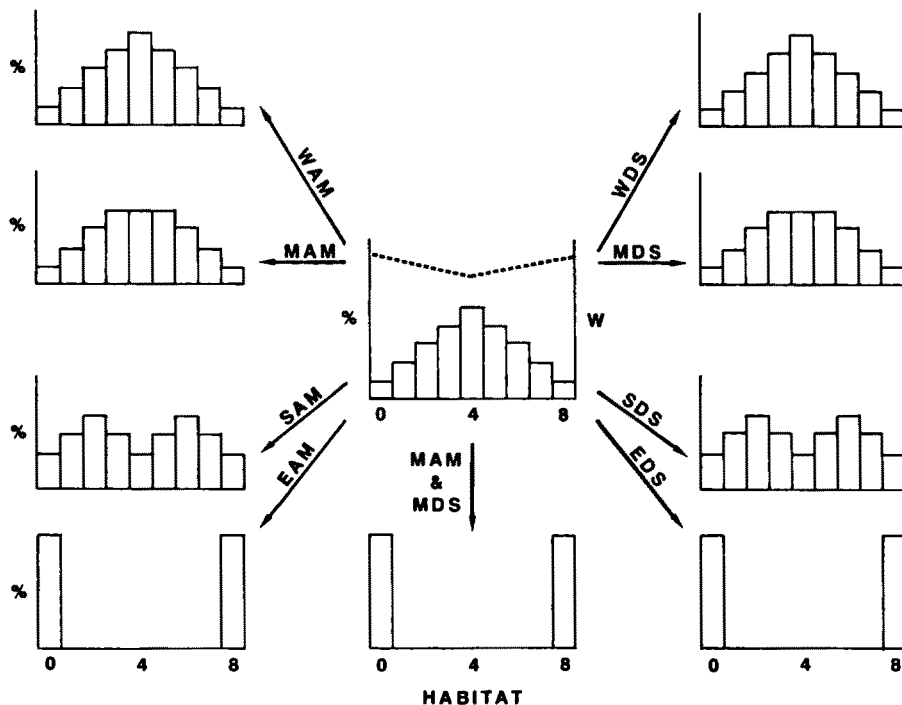 %
WAM
WDS
%
MAM
MDS
%
W
0 4 8
%
SAM
EAM
SDS
EDS
MAM
&
MDS
%
0 4 8
0 4 8
0 4 8
HABITAT